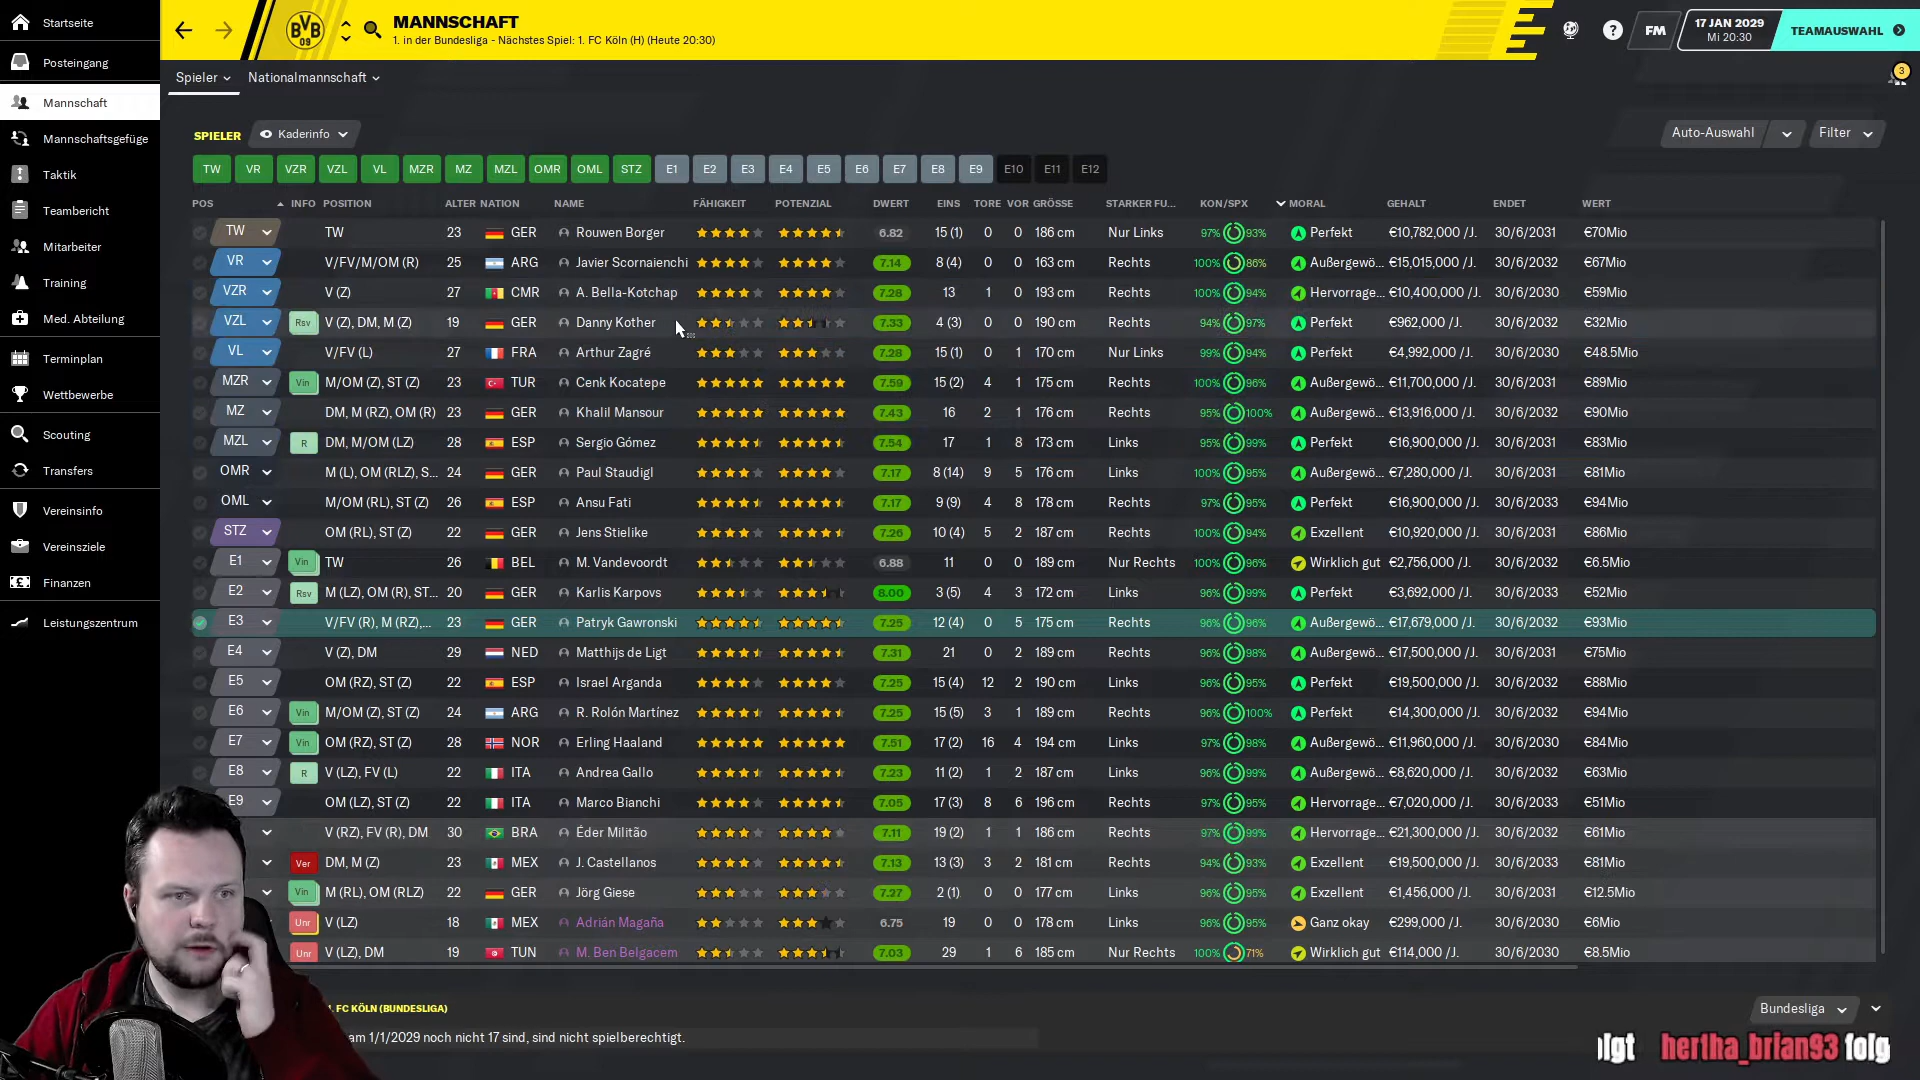 Startseite
Posteingang
Mannschaft
Mannschaftsgefüge
Taktik
Teambericht
Mitarbeiter
Training
Med. Abteilung
Terminplan
Wettbewerbe
Scouting
Transfers
Vereinsinfo
Vereinsziele
Finanzen
Leistungszentrum
BVB 09
MANNSCHAFT
1. in der Bundesliga - Nächstes Spiel: 1. FC Köln (H) (Heute 20:30)
FM
17 JAN 2029
Mi 20:30
TEAMAUSWAHL
Spieler Nationalmannschaft
3
SPIELER Kaderinfo Auto-Auswahl Filter
TW VR VZR VZL VL MZR MZ MZL OMR OML STZ E1 E2 E3 E4 E5 E6 E7 E8 E9 E10 E11 E12
POS INFO POSITION ALTER NATION NAME FÄHIGKEIT POTENZIAL DWERT EINS TORE VOR GRÖSSE STARKER FU... KON/SPX MORAL GEHALT ENDET WERT
TW TW 23 GER Rouwen Borger 6.82 15 (1) 0 0 186 cm Nur Links 97% 93% Perfekt €10,782,000 /J. 30/6/2031 €70Mio
VR V/FV/M/OM (R) 25 ARG Javier Scornaienchi 7.14 8 (4) 0 0 163 cm Rechts 100% 86% Außergewö... €15,015,000 /J. 30/6/2032 €67Mio
VZR V (Z) 27 CMR A. Bella-Kotchap 7.28 13 1 0 193 cm Rechts 100% 94% Hervorrage... €10,400,000 /J. 30/6/2030 €59Mio
VZL Rsv V (Z), DM, M (Z) 19 GER Danny Kother 7.33 4 (3) 0 0 190 cm Rechts 94% 97% Perfekt €962,000 /J. 30/6/2032 €32Mio
VL V/FV (L) 27 FRA Arthur Zagré 7.28 15 (1) 0 1 170 cm Nur Links 99% 94% Perfekt €4,992,000 /J. 30/6/2030 €48.5Mio
MZR Vin M/OM (Z), ST (Z) 23 TUR Cenk Kocatepe 7.59 15 (2) 4 1 175 cm Rechts 100% 96% Außergewö... €11,700,000 /J. 30/6/2031 €89Mio
MZ DM, M (RZ), OM (R) 23 GER Khalil Mansour 7.43 16 2 1 176 cm Rechts 95% 100% Außergewö... €13,916,000 /J. 30/6/2032 €90Mio
MZL R DM, M/OM (LZ) 28 ESP Sergio Gómez 7.54 17 1 8 173 cm Links 95% 99% Perfekt €16,900,000 /J. 30/6/2031 €83Mio
OMR M (L), OM (RLZ), S... 24 GER Paul Staudigl 7.17 8 (14) 9 5 176 cm Links 100% 95% Außergewö... €7,280,000 /J. 30/6/2031 €81Mio
OML M/OM (RL), ST (Z) 26 ESP Ansu Fati 7.17 9 (9) 4 8 178 cm Rechts 97% 95% Perfekt €16,900,000 /J. 30/6/2033 €94Mio
STZ OM (RL), ST (Z) 22 GER Jens Stielike 7.26 10 (4) 5 2 187 cm Rechts 100% 94% Exzellent €10,920,000 /J. 30/6/2031 €86Mio
E1 Vin TW 26 BEL M. Vandevoordt 6.88 11 0 0 189 cm Nur Rechts 100% 96% Wirklich gut €2,756,000 /J. 30/6/2031 €6.5Mio
E2 Rsv M (LZ), OM (R), ST... 20 GER Karlis Karpovs 8.00 3 (5) 4 3 172 cm Links 96% 99% Perfekt €3,692,000 /J. 30/6/2033 €52Mio
E3 V/FV (R), M (RZ),... 23 GER Patryk Gawronski 7.25 12 (4) 0 5 175 cm Rechts 96% 96% Außergewö... €17,679,000 /J. 30/6/2032 €93Mio
E4 V (Z), DM 29 NED Matthijs de Ligt 7.31 21 0 2 189 cm Rechts 96% 98% Außergewö... €17,500,000 /J. 30/6/2031 €75Mio
E5 OM (RZ), ST (Z) 22 ESP Israel Arganda 7.25 15 (4) 12 2 190 cm Links 96% 95% Perfekt €19,500,000 /J. 30/6/2032 €88Mio
E6 Vin M/OM (Z), ST (Z) 24 ARG R. Rolón Martínez 7.25 15 (5) 3 1 189 cm Rechts 96% 100% Perfekt €14,300,000 /J. 30/6/2032 €94Mio
E7 Vin OM (RZ), ST (Z) 28 NOR Erling Haaland 7.51 17 (2) 16 4 194 cm Links 97% 98% Außergewö... €11,960,000 /J. 30/6/2030 €84Mio
E8 R V (LZ), FV (L) 22 ITA Andrea Gallo 7.23 11 (2) 1 2 187 cm Links 96% 99% Außergewö... €8,620,000 /J. 30/6/2032 €63Mio
E9 OM (LZ), ST (Z) 22 ITA Marco Bianchi 7.05 17 (3) 8 6 196 cm Rechts 97% 95% Hervorrage... €7,020,000 /J. 30/6/2033 €51Mio
V (RZ), FV (R), DM 30 BRA Éder Militão 7.11 19 (2) 1 1 186 cm Rechts 97% 99% Hervorrage... €21,300,000 /J. 30/6/2032 €61Mio
Ver DM, M (Z) 23 MEX J. Castellanos 7.13 13 (3) 3 2 181 cm Rechts 94% 93% Exzellent €19,500,000 /J. 30/6/2033 €81Mio
Vin M (RL), OM (RLZ) 22 GER Jörg Giese 7.27 2 (1) 0 0 177 cm Links 96% 95% Exzellent €1,456,000 /J. 30/6/2031 €12.5Mio
Unr V (LZ) 18 MEX Adrián Magaña 6.75 19 0 0 178 cm Links 96% 95% Ganz okay €299,000 /J. 30/6/2030 €6Mio
Unr V (LZ), DM 19 TUN M. Ben Belgacem 7.03 29 1 6 185 cm Nur Rechts 100% 71% Wirklich gut €114,000 /J. 30/6/2030 €8.5Mio
1. FC KÖLN (BUNDESLIGA)
Bundesliga
am 1/1/2029 noch nicht 17 sind, sind nicht spielberechtigt.
lgt hertha_brian93 folg